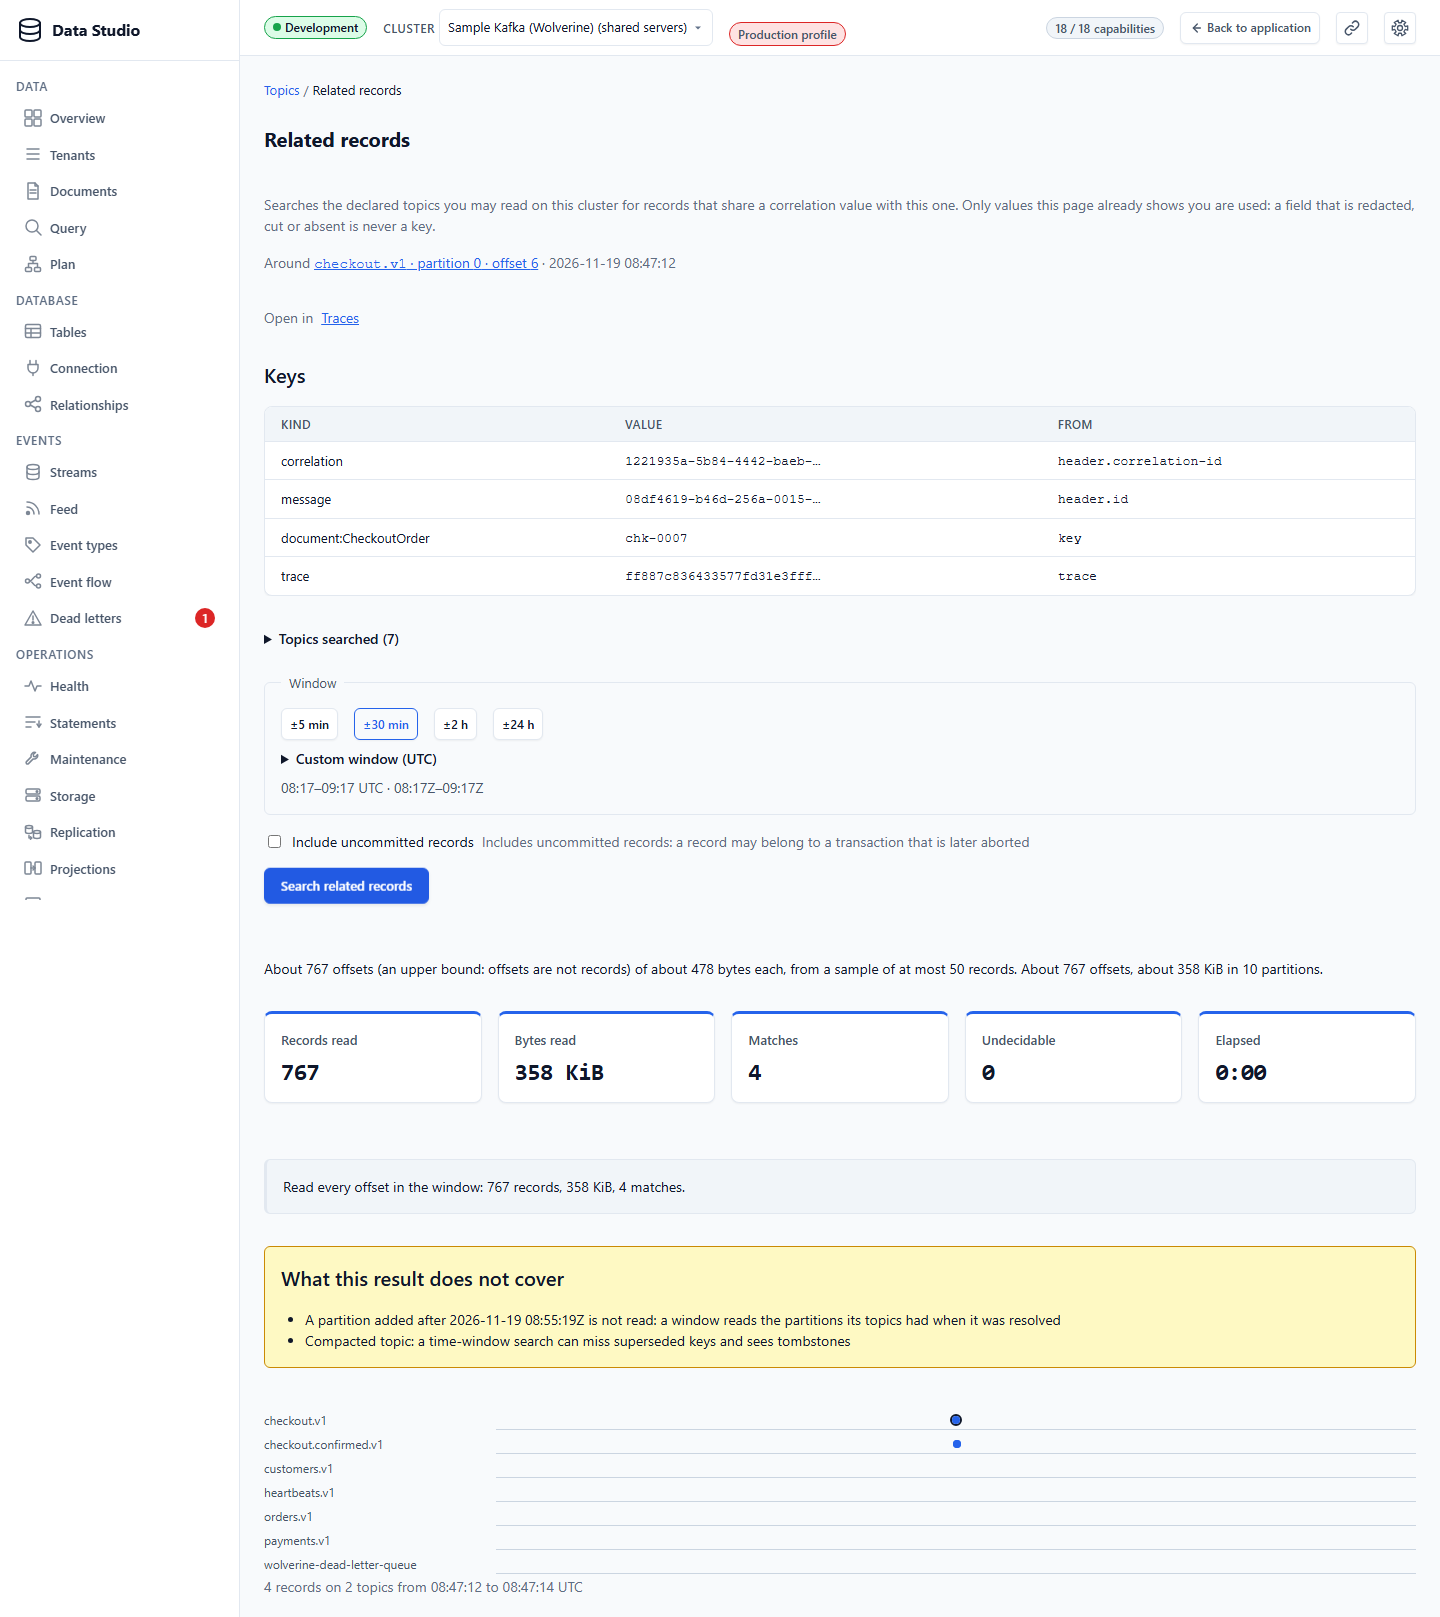 Data Studio
Development
CLUSTER
Sample Kafka (Wolverine) (shared servers)
Production profile
18 / 18 capabilities
← Back to application
DATA
Overview
Tenants
Documents
Query
Plan
DATABASE
Tables
Connection
Relationships
EVENTS
Streams
Feed
Event types
Event flow
Dead letters
1
OPERATIONS
Health
Statements
Maintenance
Storage
Replication
Projections
Topics / Related records
Related records
Searches the declared topics you may read on this cluster for records that share a correlation value with this one. Only values this page already shows you are used: a field that is redacted,
cut or absent is never a key.
Around checkout.v1 · partition 0 · offset 6 · 2026-11-19 08:47:12
Open in Traces
Keys
KIND VALUE FROM
correlation 1221935a-5b84-4442-baeb-… header.correlation-id
message 08df4619-b46d-256a-0015-… header.id
document:CheckoutOrder chk-0007 key
trace ff887c836433577fd31e3fff… trace
Topics searched (7)
Window
±5 min
±30 min
±2 h
±24 h
Custom window (UTC)
08:17–09:17 UTC · 08:17Z–09:17Z
Include uncommitted records Includes uncommitted records: a record may belong to a transaction that is later aborted
Search related records
About 767 offsets (an upper bound: offsets are not records) of about 478 bytes each, from a sample of at most 50 records. About 767 offsets, about 358 KiB in 10 partitions.
Records read
767
Bytes read
358 KiB
Matches
4
Undecidable
0
Elapsed
0:00
Read every offset in the window: 767 records, 358 KiB, 4 matches.
What this result does not cover
• A partition added after 2026-11-19 08:55:19Z is not read: a window reads the partitions its topics had when it was resolved
• Compacted topic: a time-window search can miss superseded keys and sees tombstones
checkout.v1
checkout.confirmed.v1
customers.v1
heartbeats.v1
orders.v1
payments.v1
wolverine-dead-letter-queue
4 records on 2 topics from 08:47:12 to 08:47:14 UTC